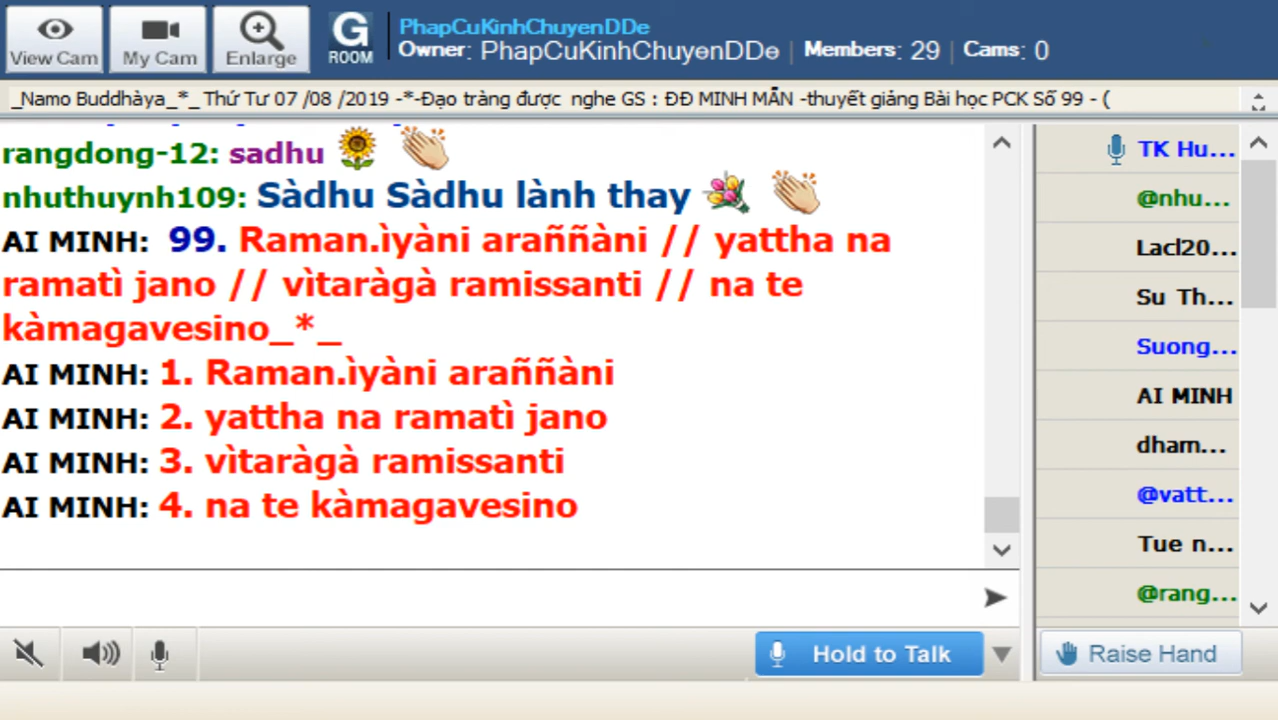 PhapCuKinhChuyenDDe
View Cam My Cam Enlarge G ROOM Owner: PhapCuKinhChuyenDDe | Members: 29 | Cams: 0
_Namo Buddhàya_*_ Thứ Tư 07 /08 /2019 -*-Đạo tràng được nghe GS : ĐĐ MINH MẪN -thuyết giảng Bài học PCK Số 99 - (
rangdong-12: sadhu
nhuthuynh109: Sàdhu Sàdhu lành thay
AI MINH: 99. Raman.ìyàni araññàni // yattha na
ramatì jano // vìtaràgà ramissanti // na te
kàmagavesino_*_
AI MINH: 1. Raman.ìyàni araññàni
AI MINH: 2. yattha na ramatì jano
AI MINH: 3. vìtaràgà ramissanti
AI MINH: 4. na te kàmagavesino
TK Hu...
@nhu...
Lacl20...
Su Th...
Suong...
AI MINH
dham...
@vatt...
Tue n...
@rang...
Hold to Talk
Raise Hand